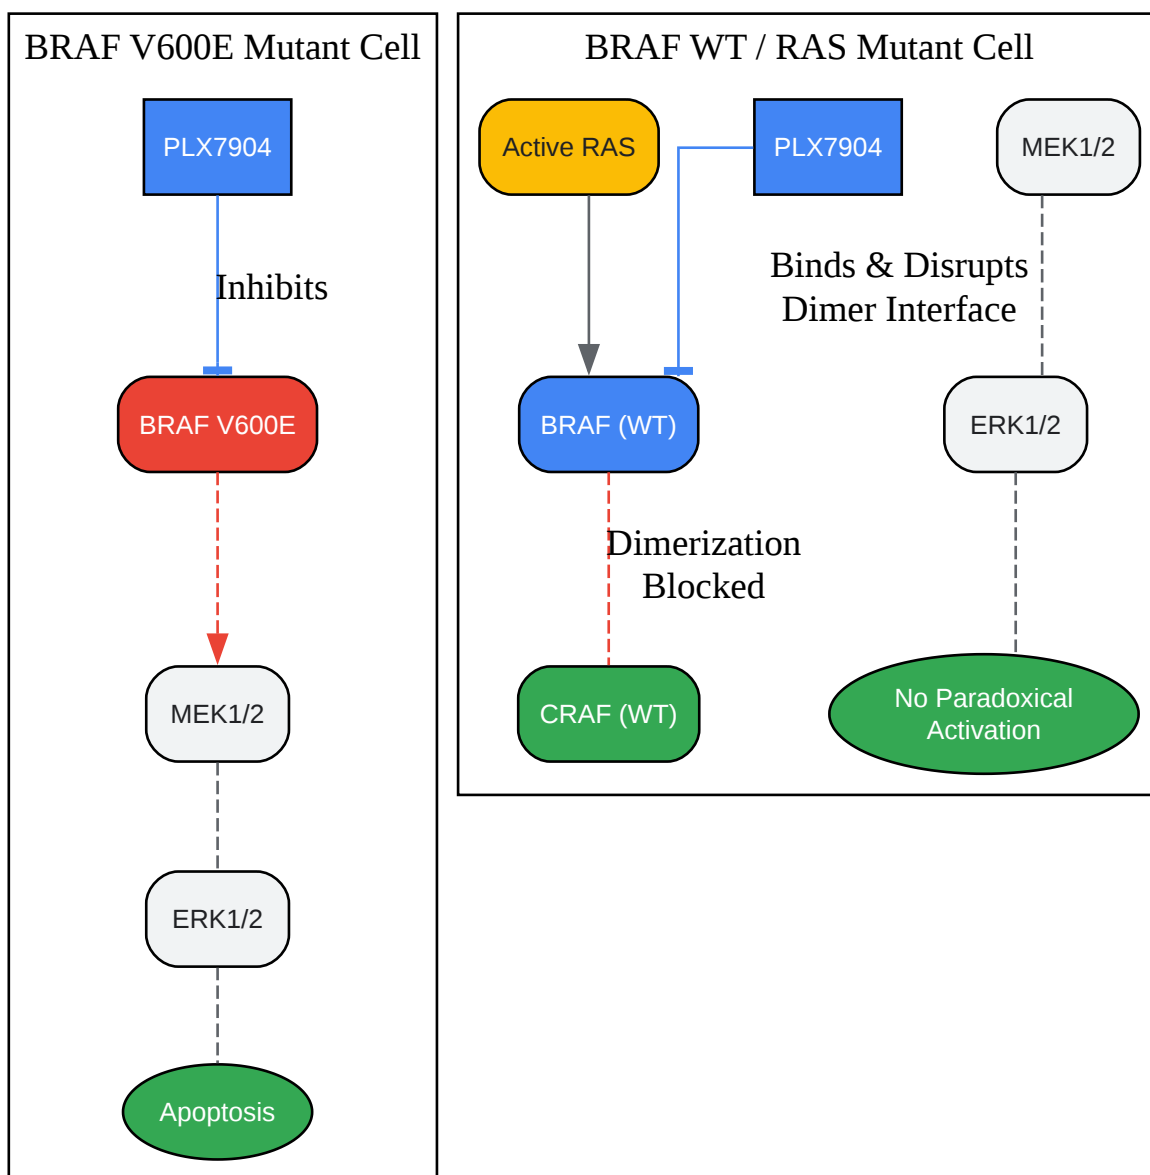 BRAF V600E Mutant Cell
PLX7904
Inhibits
BRAF V600E
MEK1/2
ERK1/2
Apoptosis
BRAF WT / RAS Mutant Cell
Active RAS
PLX7904
MEK1/2
Binds & Disrupts
Dimer Interface
BRAF (WT)
ERK1/2
Dimerization
Blocked
CRAF (WT)
No Paradoxical
Activation